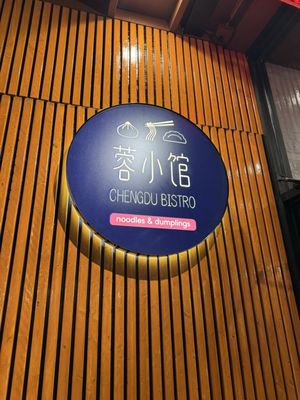 蓉小馆
CHENGDU BISTRO
noodles & dumplings